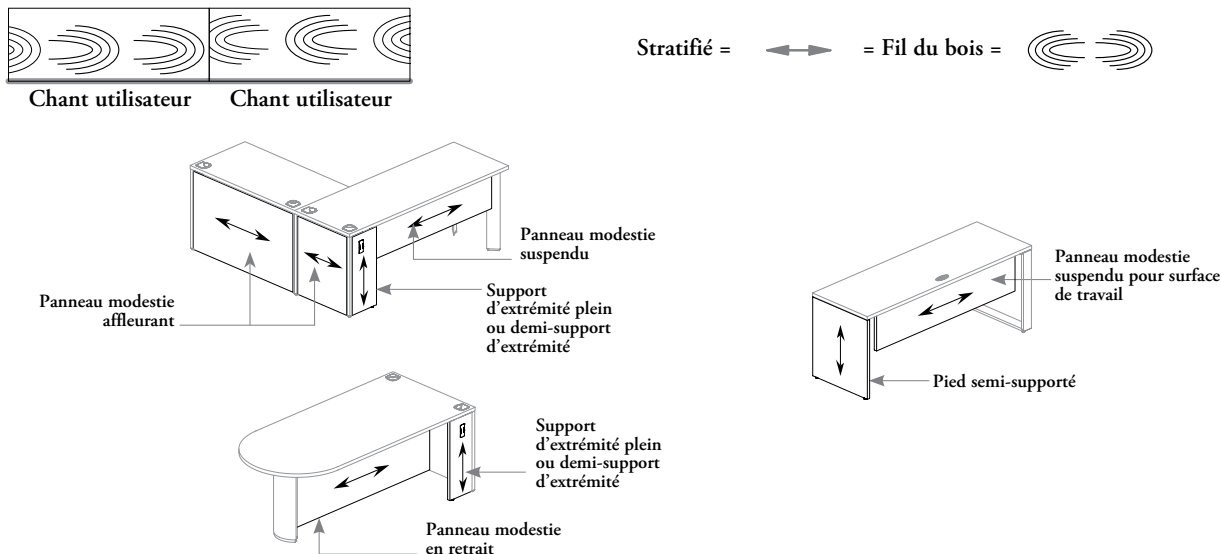 Stratifié = = Fil du bois =
Chant utilisateur Chant utilisateur
Panneau modestie
suspendu
Panneau modestie
affleurant
Support
d'extrémité plein
ou demi-support
d'extrémité
Panneau modestie
suspendu pour surface
de travail
Pied semi-supporté
Support
d'extrémité plein
ou demi-support
d'extrémité
Panneau modestie
en retrait